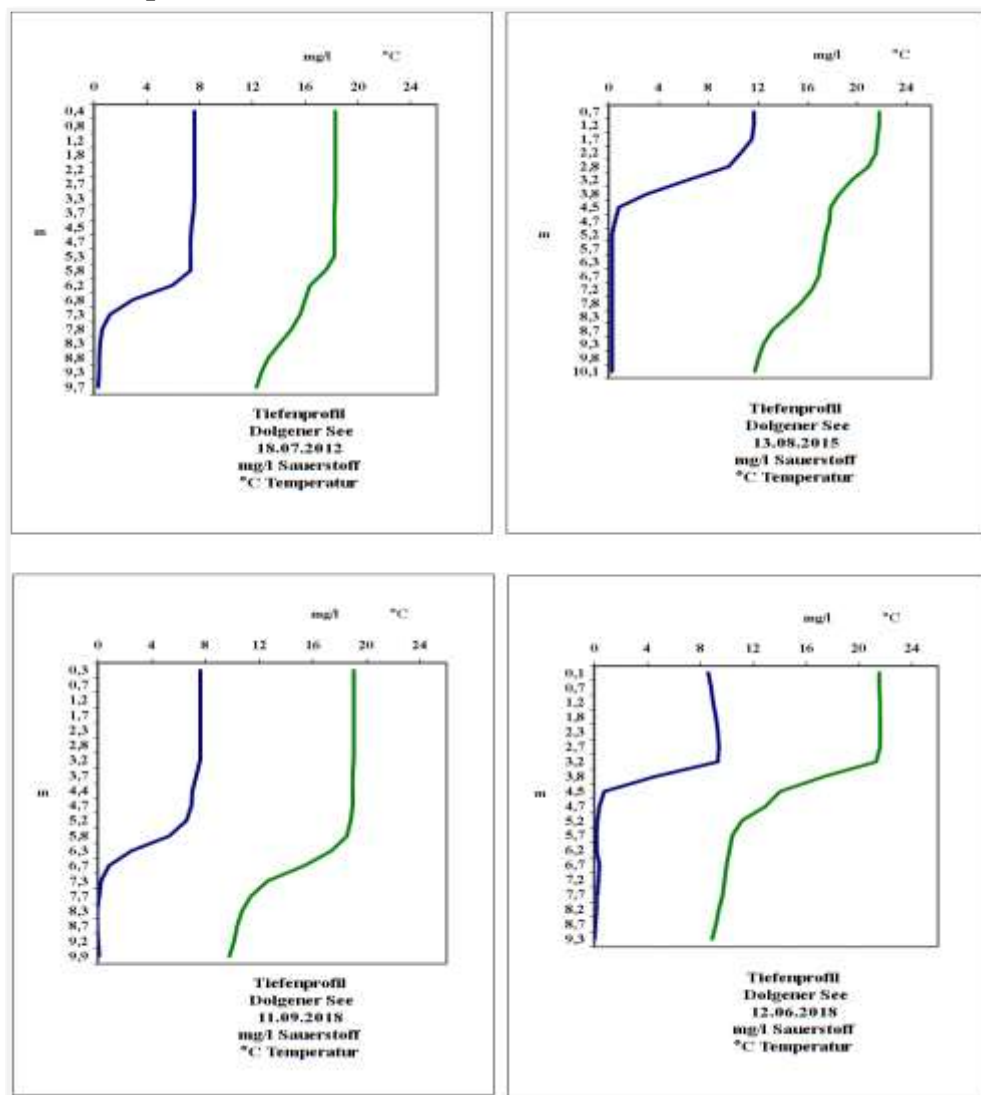 mg/l °C
0 4 8 12 16 20 24
0,4
0,8
1,2
1,8
2,2
2,7
3,3
3,7
4,5
4,7
5,3
5,8
6,2
6,8
7,3
7,8
8,3
8,8
9,3
9,7
m
Tiefenprofil
Dolgener See
18.07.2012
mg/l Sauerstoff
°C Temperatur
mg/l °C
0 4 8 12 16 20 24
0,7
1,2
1,7
2,2
2,8
3,2
3,8
4,5
4,7
5,2
6,3
6,7
7,2
7,8
8,3
8,7
9,3
9,8
10,1
m
Tiefenprofil
Dolgener See
13.08.2015
mg/l Sauerstoff
°C Temperatur
mg/l °C
0 4 8 12 16 20 24
0,3
0,7
1,2
1,7
2,3
2,8
3,2
3,7
4,4
4,7
5,2
5,8
6,3
6,7
7,3
7,7
8,3
8,7
9,2
9,9
m
Tiefenprofil
Dolgener See
11.09.2018
mg/l Sauerstoff
°C Temperatur
mg/l °C
0 4 8 12 16 20 24
0,1
0,7
1,2
1,8
2,3
2,7
3,2
3,8
4,5
4,7
5,2
5,7
6,2
6,7
7,2
7,7
8,2
8,7
9,3
m
Tiefenprofil
Dolgener See
12.06.2018
mg/l Sauerstoff
°C Temperatur